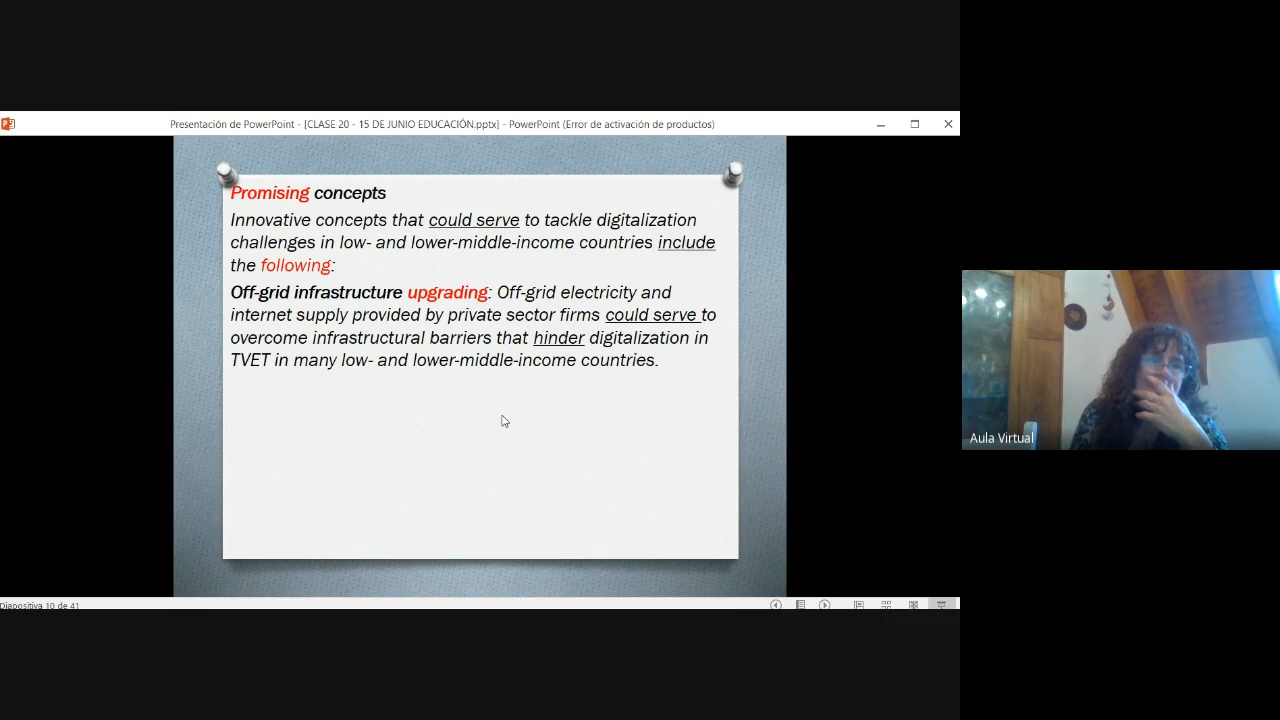 Presentación de PowerPoint - [CLASE 20 - 15 DE JUNIO EDUCACIÓN.pptx] - PowerPoint (Error de activación de productos)
Promising concepts
Innovative concepts that could serve to tackle digitalization
challenges in low- and lower-middle-income countries include
the following:
Off-grid infrastructure upgrading: Off-grid electricity and
internet supply provided by private sector firms could serve to
overcome infrastructural barriers that hinder digitalization in
TVET in many low- and lower-middle-income countries.
Diapositiva 10 de 41
Aula Virtual